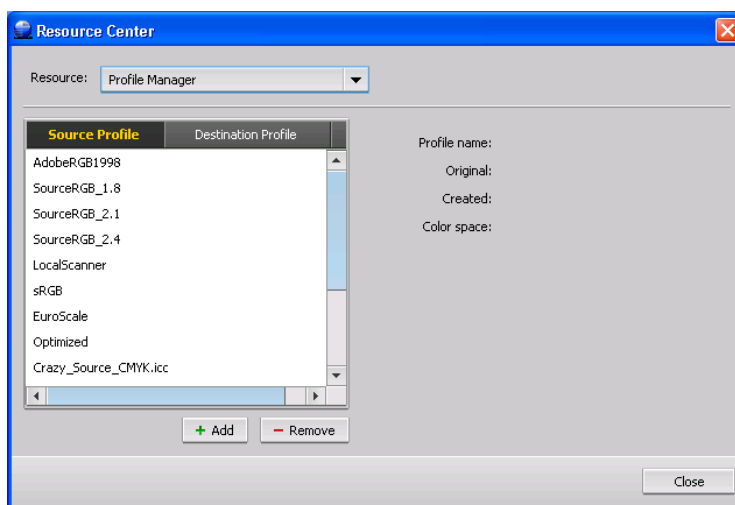 Resource Center
Resource: Profile Manager
Source Profile Destination Profile
AdobeRGB1998
SourceRGB_1.8
SourceRGB_2.1
SourceRGB_2.4
LocalScanner
sRGB
EuroScale
Optimized
Crazy_Source_CMYK.icc
Profile name:
Original:
Created:
Color space:
+ Add − Remove
Close